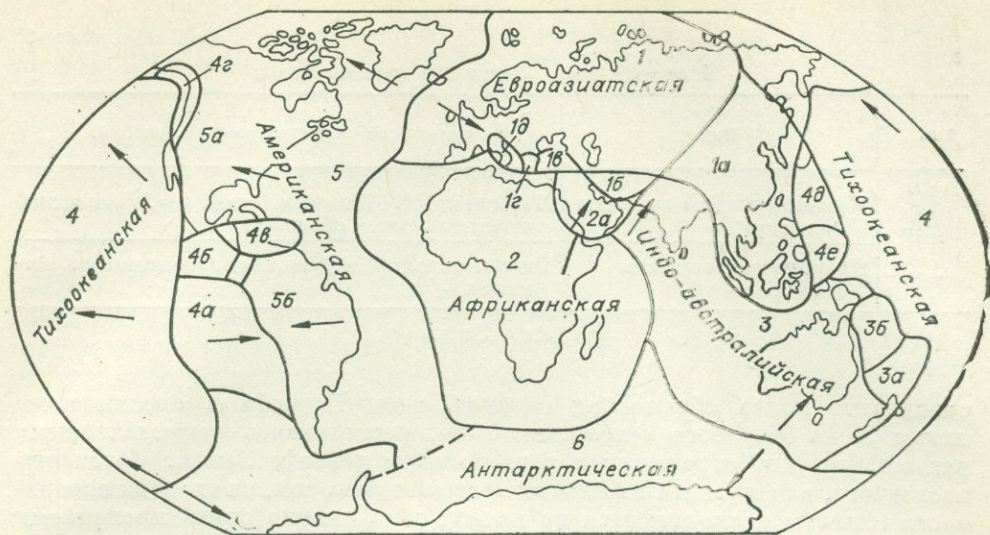 4г
1
Евроазиатская
5а
Американская
5
1д
1в
1а
1б
1г
2а
4
Тихоокеанская
4б
4в
2
4д
4
Тихоокеанская
4е
4а
5б
Африканская
Индо-австралийская
3
3б
3а
6
Антарктическая